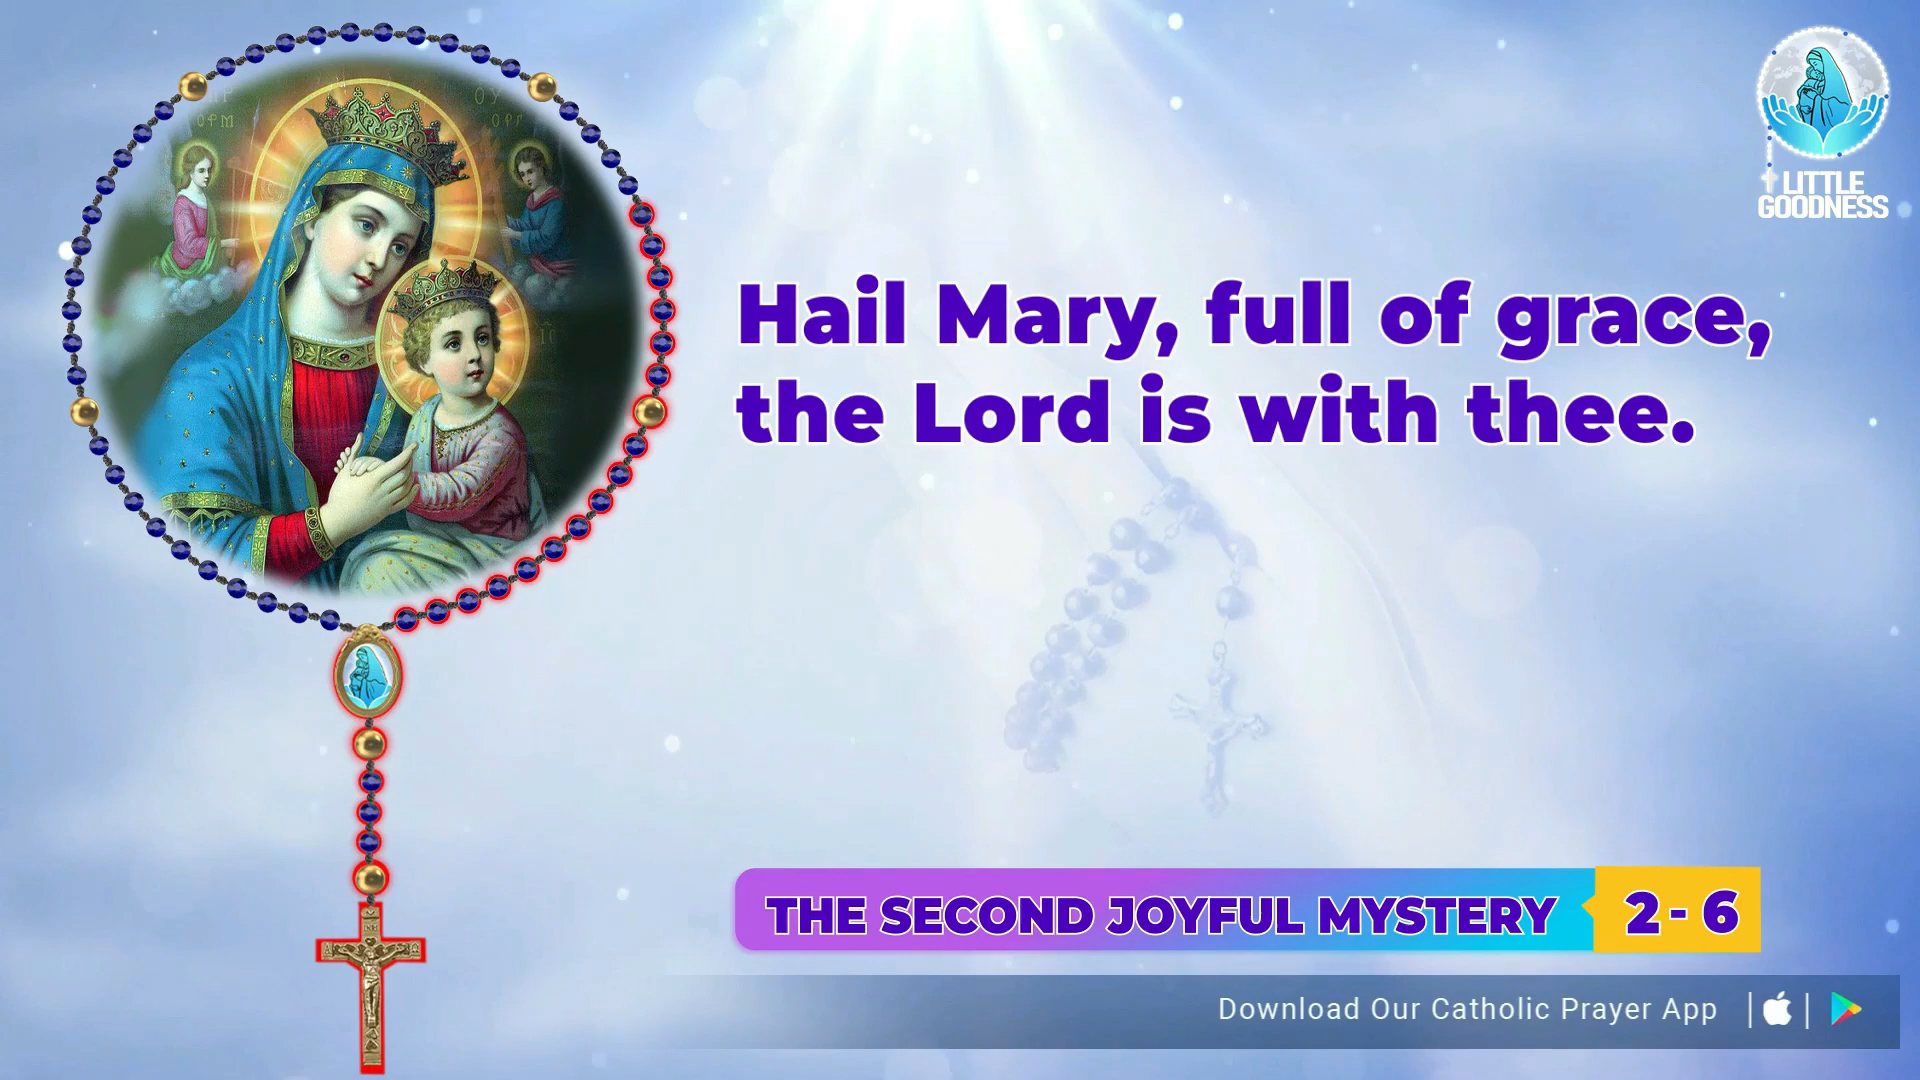 LITTLE
GOODNESS
Hail Mary, full of grace,
the Lord is with thee.
THE SECOND JOYFUL MYSTERY 2 - 6
Download Our Catholic Prayer App